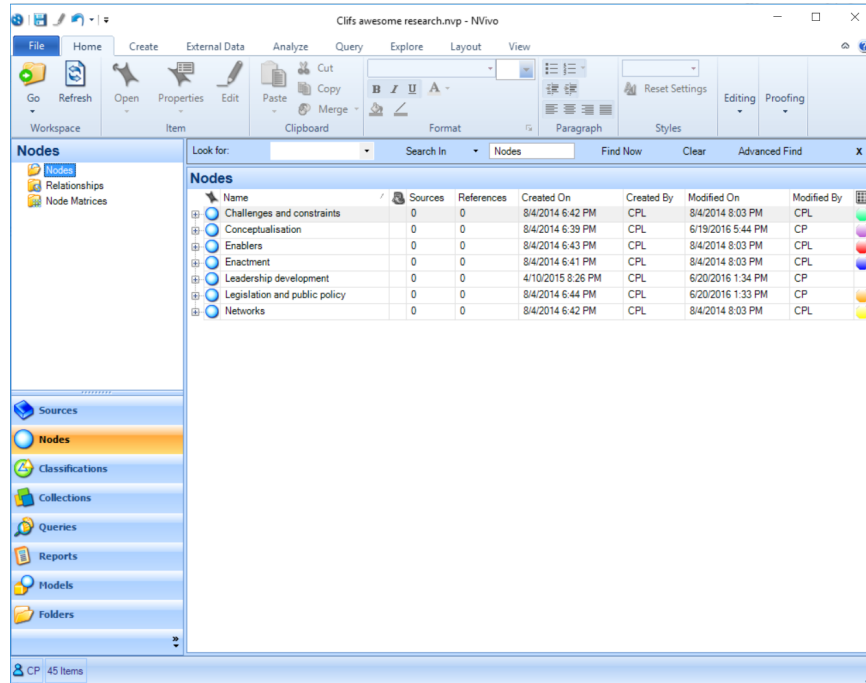 Clifs awesome research.nvp - NVivo
File Home Create External Data Analyze Query Explore Layout View
Go Refresh Open Properties Edit Paste Cut Copy Merge B I U A Reset Settings Editing Proofing
Workspace Item Clipboard Format Paragraph Styles
Nodes
Nodes
Relationships
Node Matrices
Look for: Search In Nodes Find Now Clear Advanced Find x
Nodes
Name Sources References Created On Created By Modified On Modified By
Challenges and constraints 0 0 8/4/2014 6:42 PM CPL 8/4/2014 8:03 PM CPL
Conceptualisation 0 0 8/4/2014 6:39 PM CPL 6/19/2016 5:44 PM CP
Enablers 0 0 8/4/2014 6:43 PM CPL 8/4/2014 8:03 PM CPL
Enactment 0 0 8/4/2014 6:41 PM CPL 8/4/2014 8:03 PM CPL
Leadership development 0 0 4/10/2015 8:26 PM CPL 6/20/2016 1:34 PM CP
Legislation and public policy 0 0 8/4/2014 6:44 PM CPL 6/20/2016 1:33 PM CP
Networks 0 0 8/4/2014 6:42 PM CPL 8/4/2014 8:03 PM CPL
Sources
Nodes
Classifications
Collections
Queries
Reports
Models
Folders
CP 45 Items